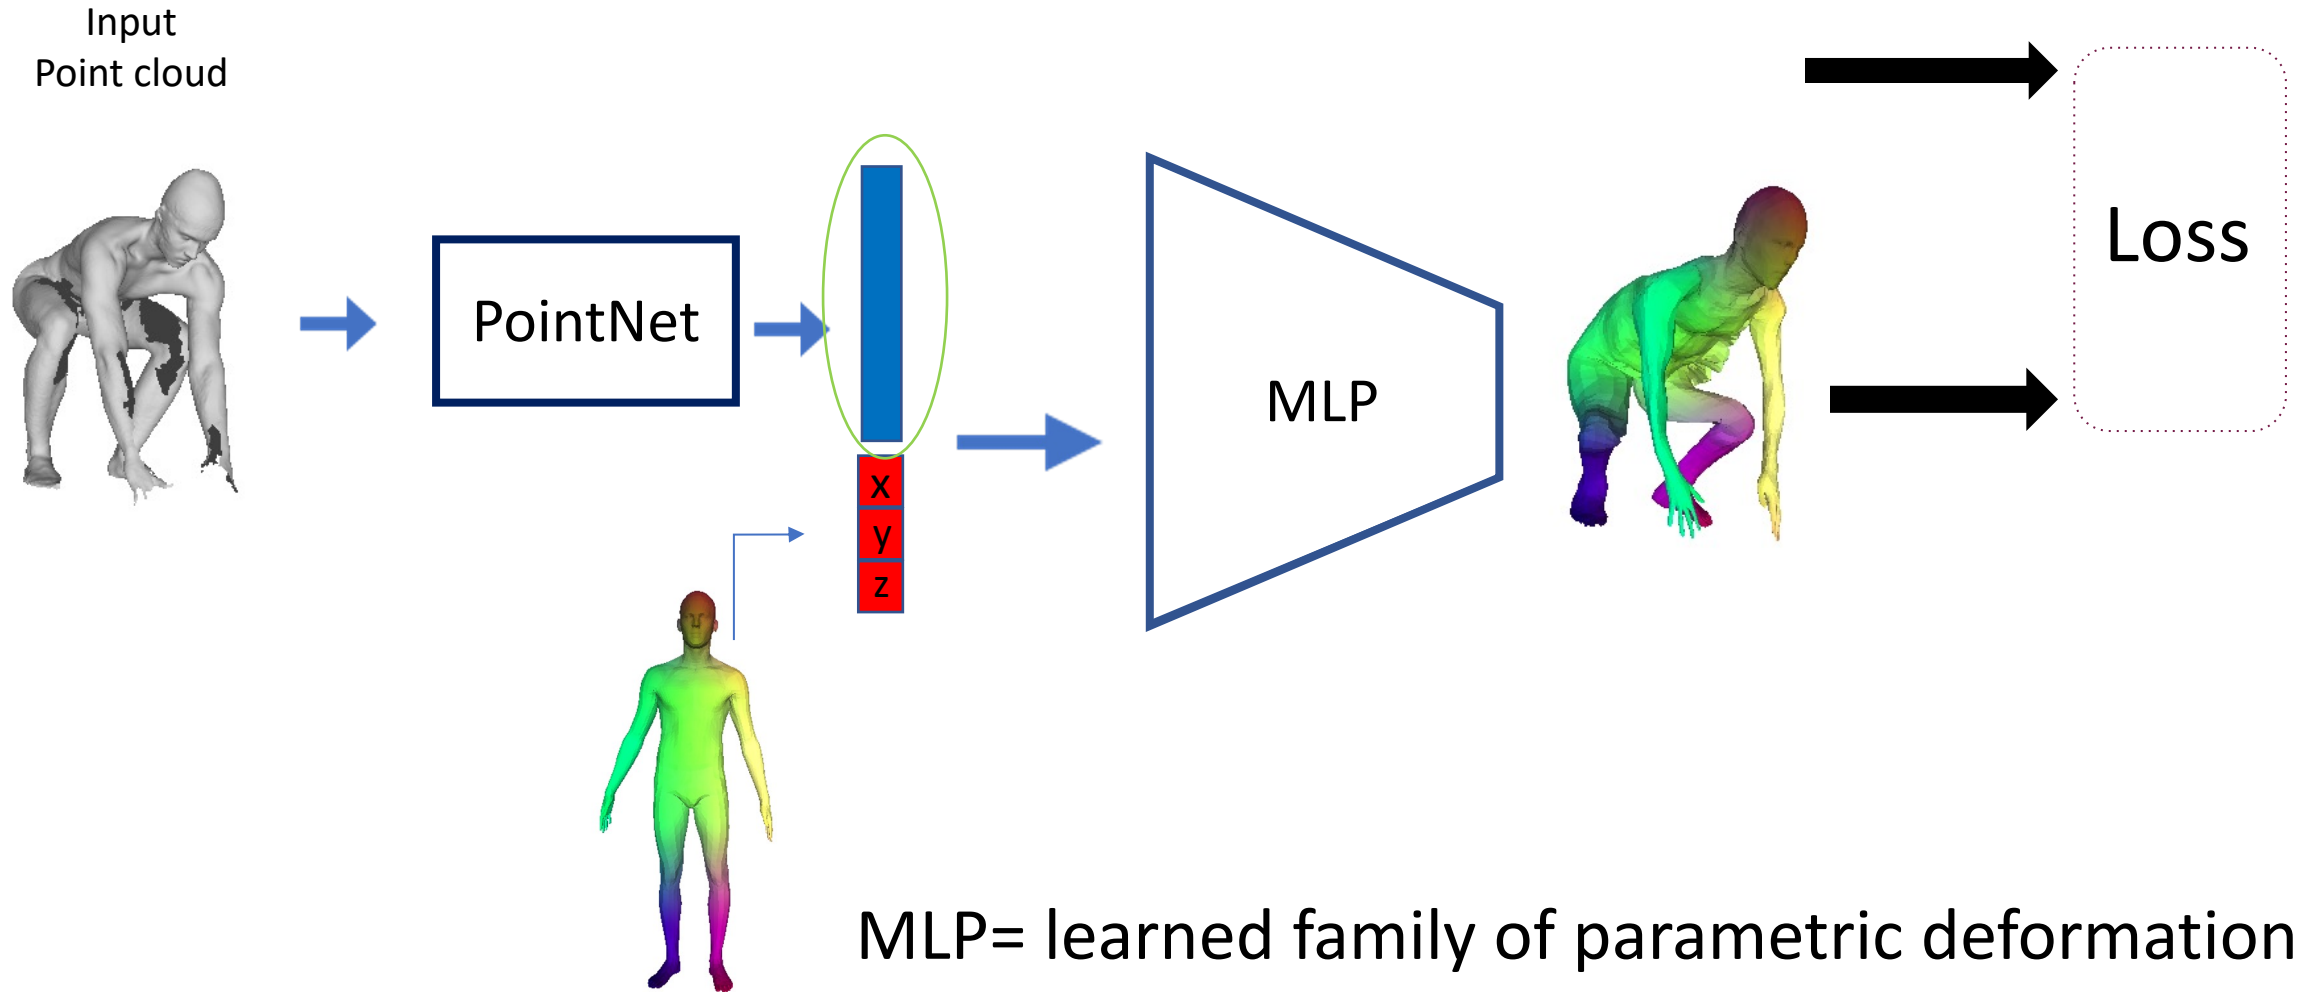 Input
Point cloud
PointNet
x
y
z
MLP
Loss
MLP= learned family of parametric deformation